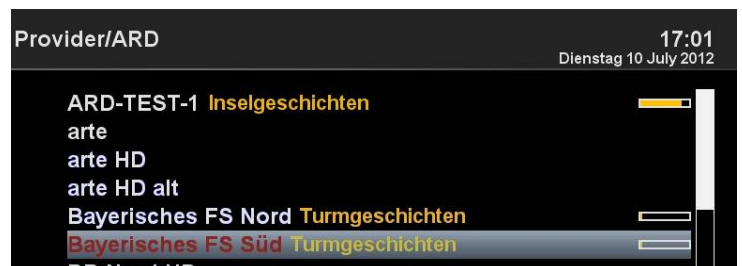 Provider/ARD 17:01
Dienstag 10 July 2012
ARD-TEST-1 Inselgeschichten
arte
arte HD
arte HD alt
Bayerisches FS Nord Turmgeschichten
Bayerisches FS Süd Turmgeschichten